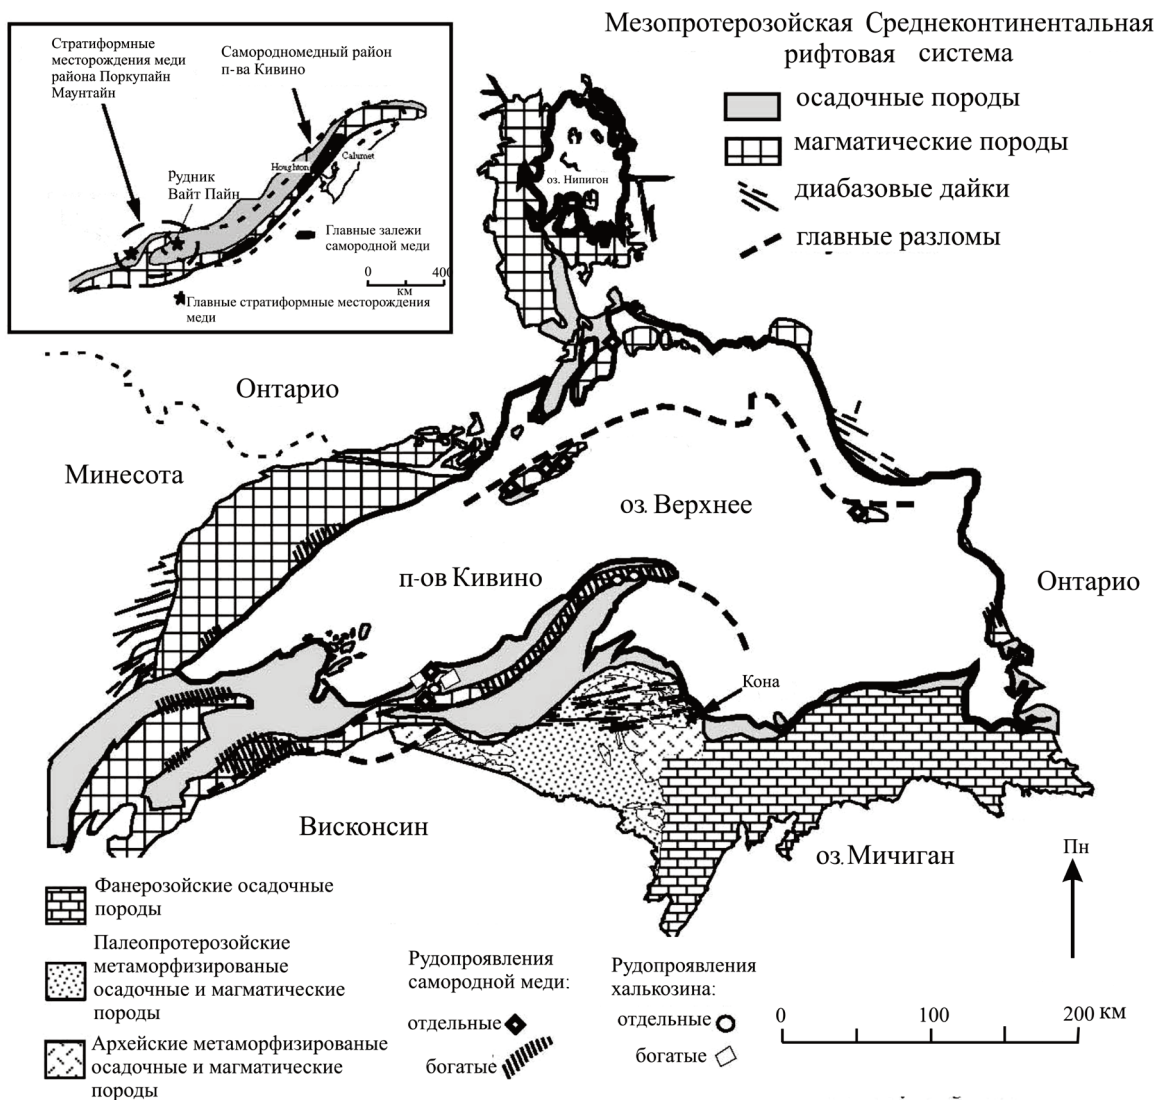 Мезопротерозойская Среднеконтинентальная
рифтовая система
осадочные породы
магматические породы
диабазовые дайки
главные разломы
Стратиформные
месторождения меди
района Поркупайн
Маунтайн
Самородномедный район
п-ва Кивино
Houghton
Calumet
Рудник
Вайт Пайн
Главные залежи
самородной меди
0
400
км
Главные стратиформные месторождения
меди
оз. Нипигон
Онтарио
Минесота
оз. Верхнее
п-ов Кивино
Онтарио
Кона
Висконсин
оз. Мичиган
Пн
Фанерозойские осадочные
породы
Палеопротерозойские
метаморфизированые
осадочные и магматические
породы
Архейские метаморфизированые
осадочные и магматические
породы
Рудопроявления
самородной меди:
отдельные
богатые
Рудопроявления
халькозина:
отдельные
богатые
0
100
200 км